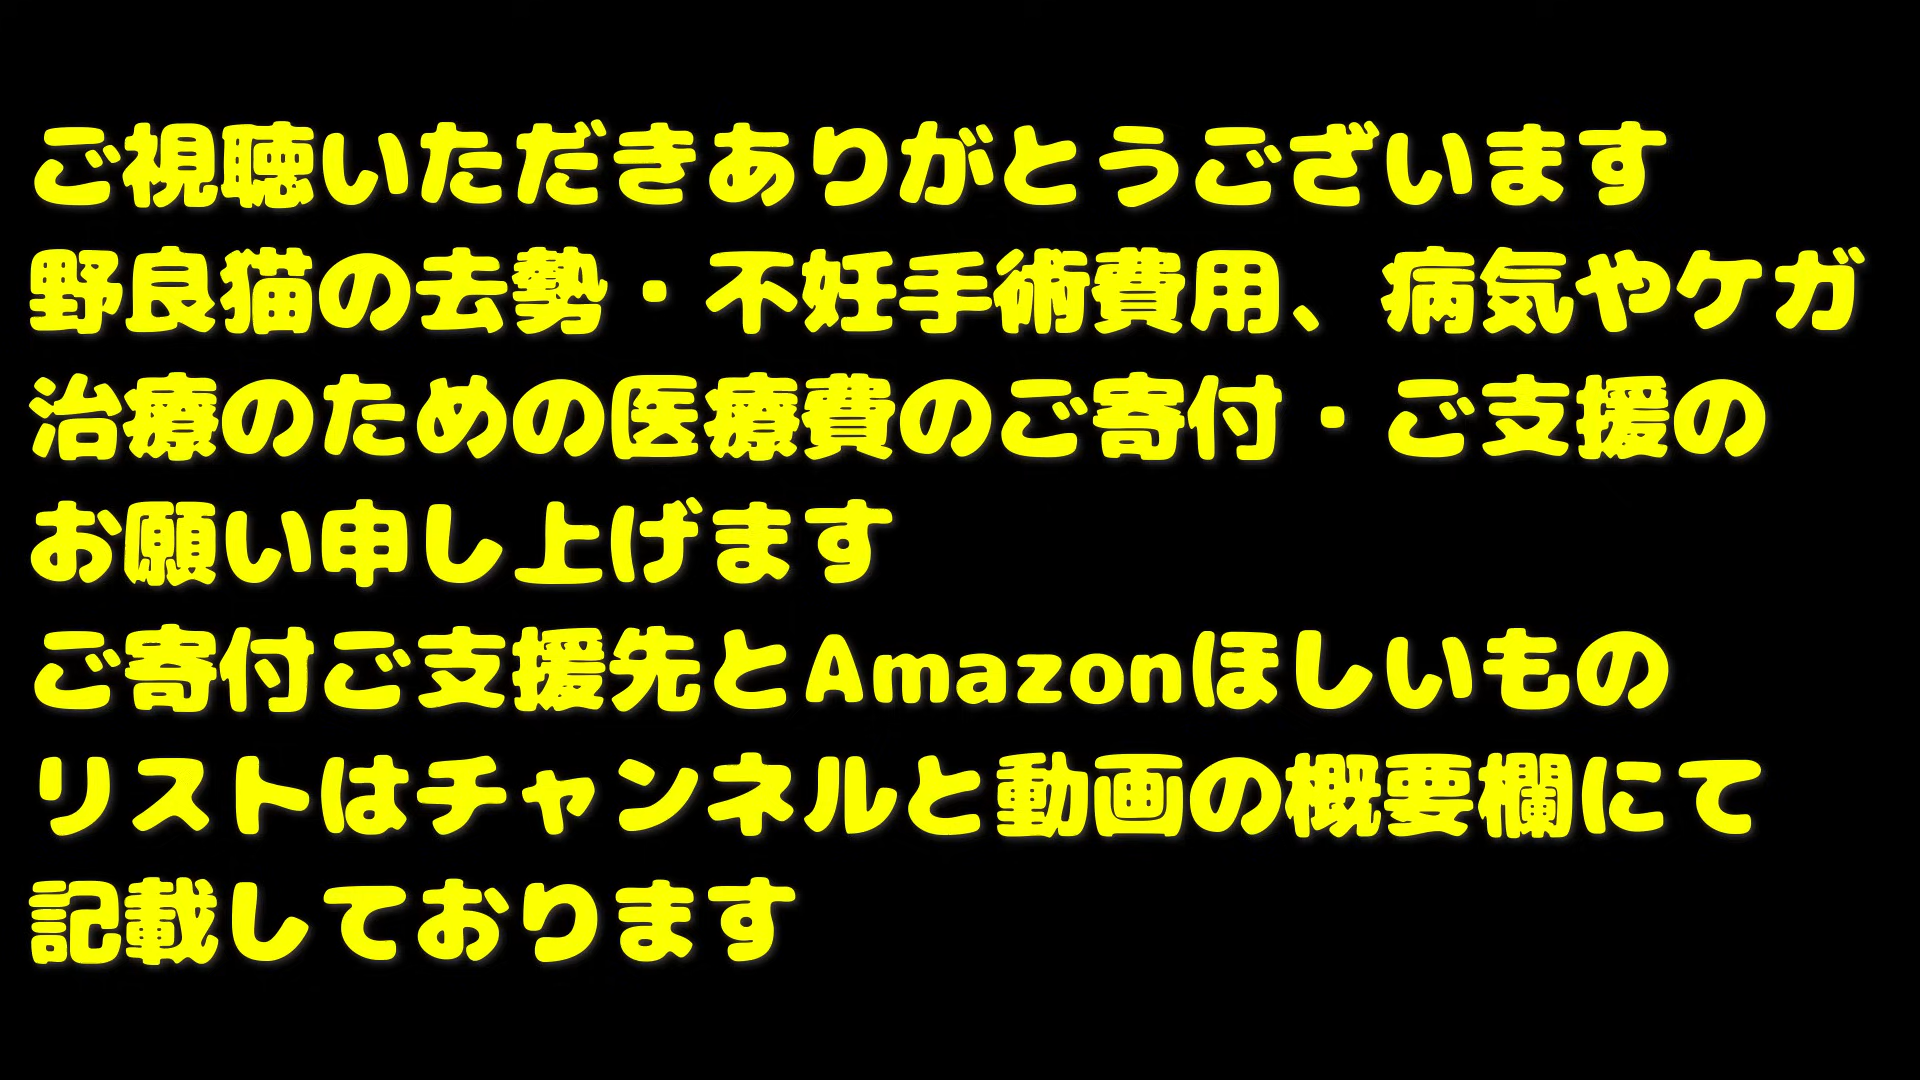 ご視聴いただきありがとうございます
野良猫の去勢・不妊手術費用、病気やケガ
治療のための医療費のご寄付・ご支援の
お願い申し上げます
ご寄付ご支援先とAmazonほしいもの
リストはチャンネルと動画の概要欄にて
記載しております